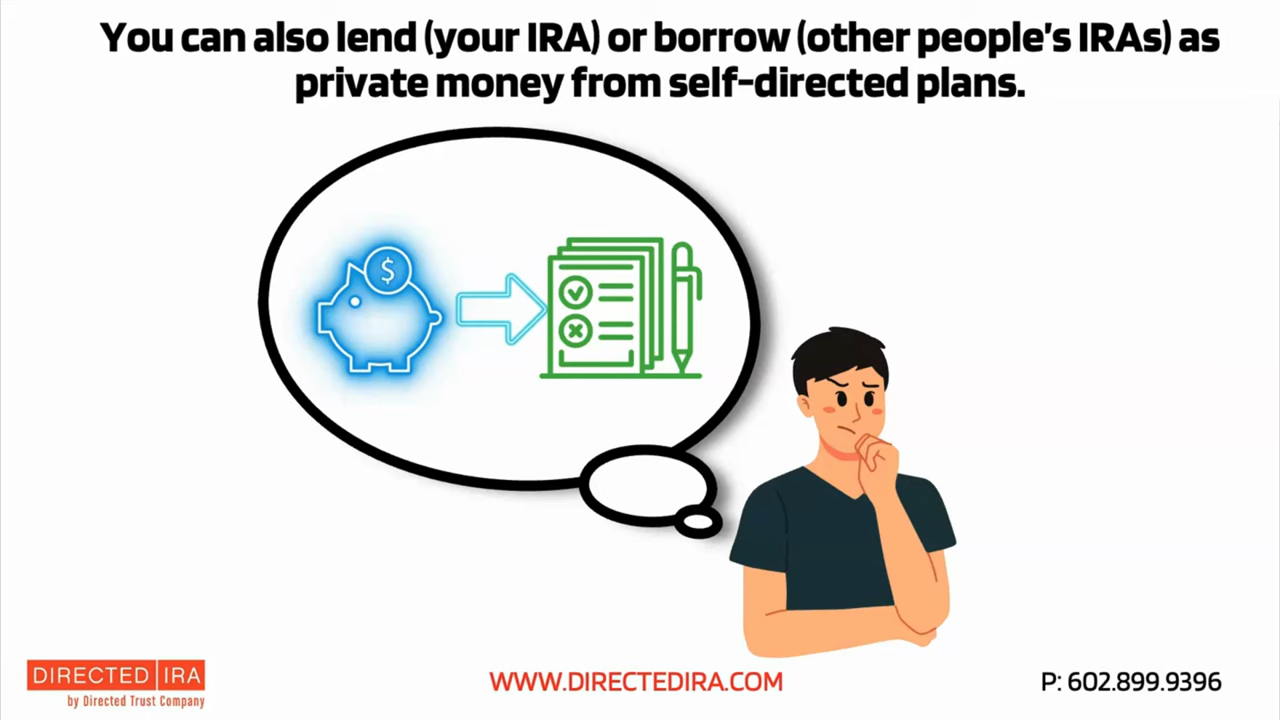 You can also lend (your IRA) or borrow (other people's IRAs) as
private money from self-directed plans.
$
DIRECTED IRA
by Directed Trust Company
WWW.DIRECTEDIRA.COM
P: 602.899.9396